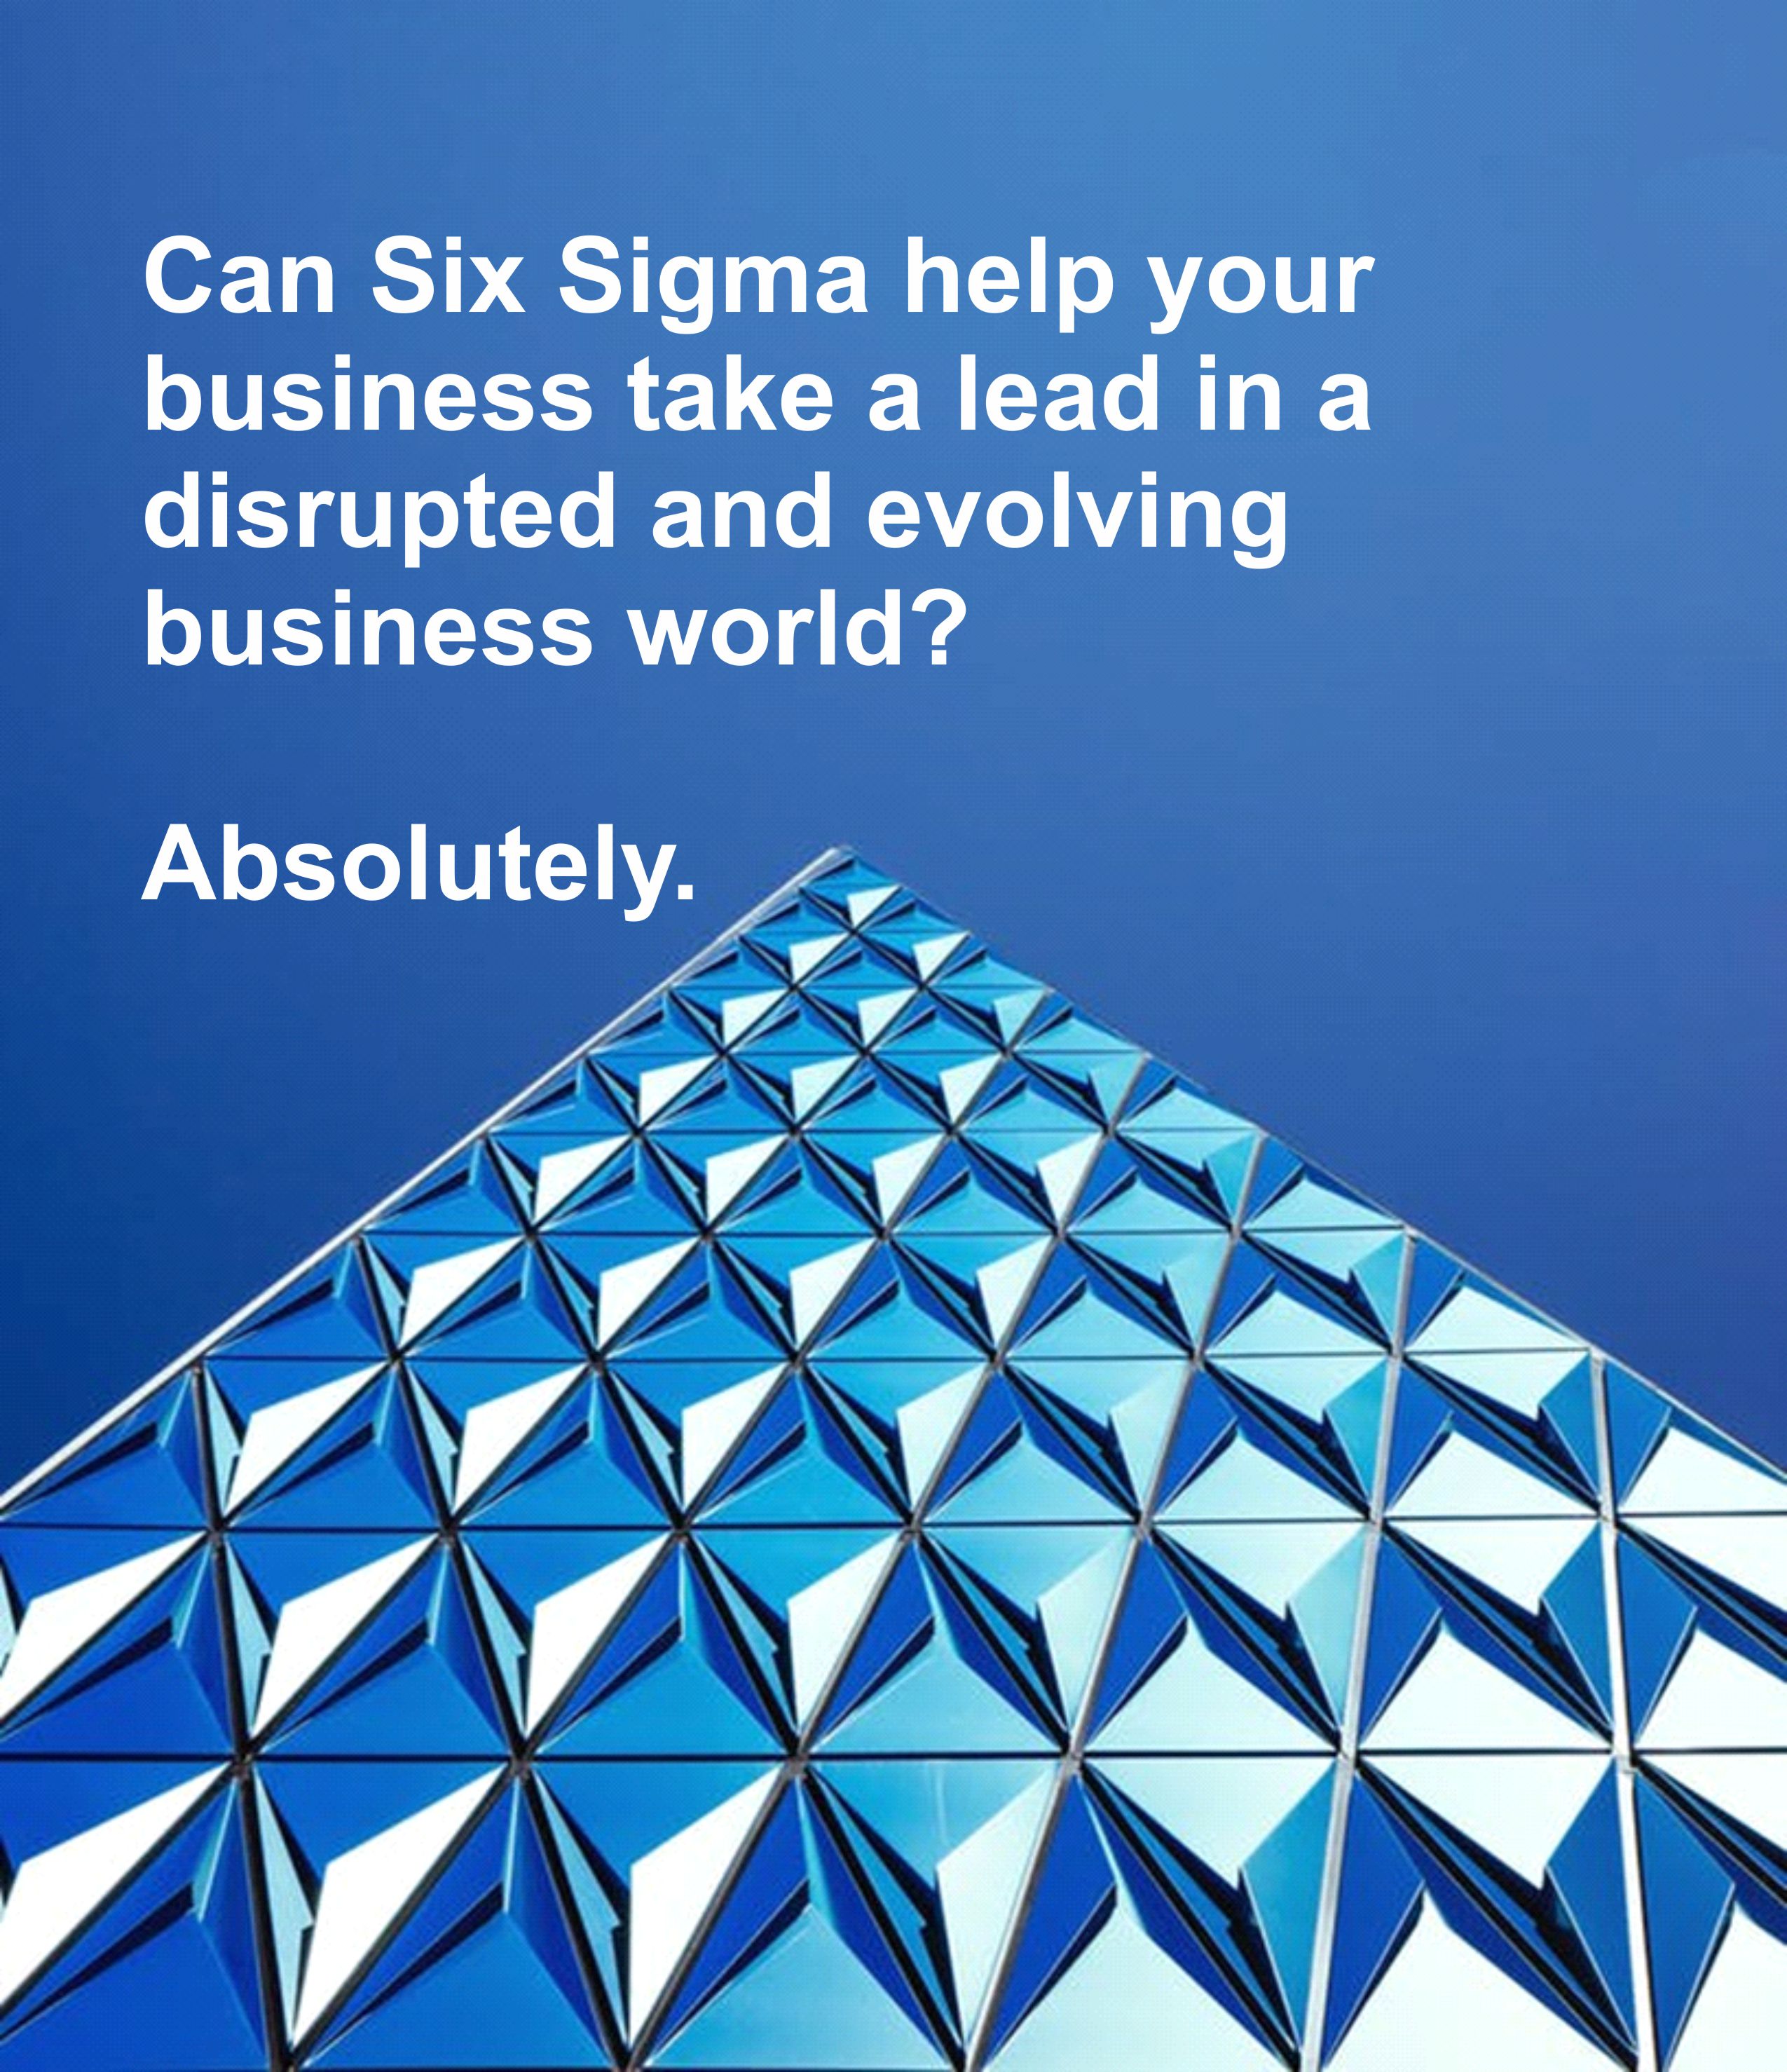 Can Six Sigma help your
business take a lead in a
disrupted and evolving
business world?
Absolutely.